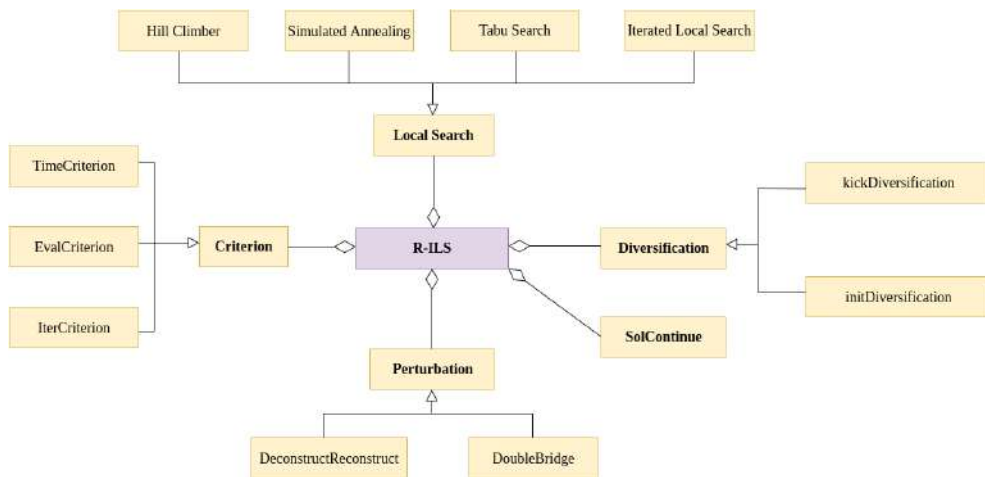 Hill Climber
Simulated Annealing
Tabu Search
Iterated Local Search
Local Search
TimeCriterion
kickDiversification
EvalCriterion
Criterion
R-ILS
Diversification
initDiversification
IterCriterion
SolContinue
Perturbation
DeconstructReconstruct
DoubleBridge